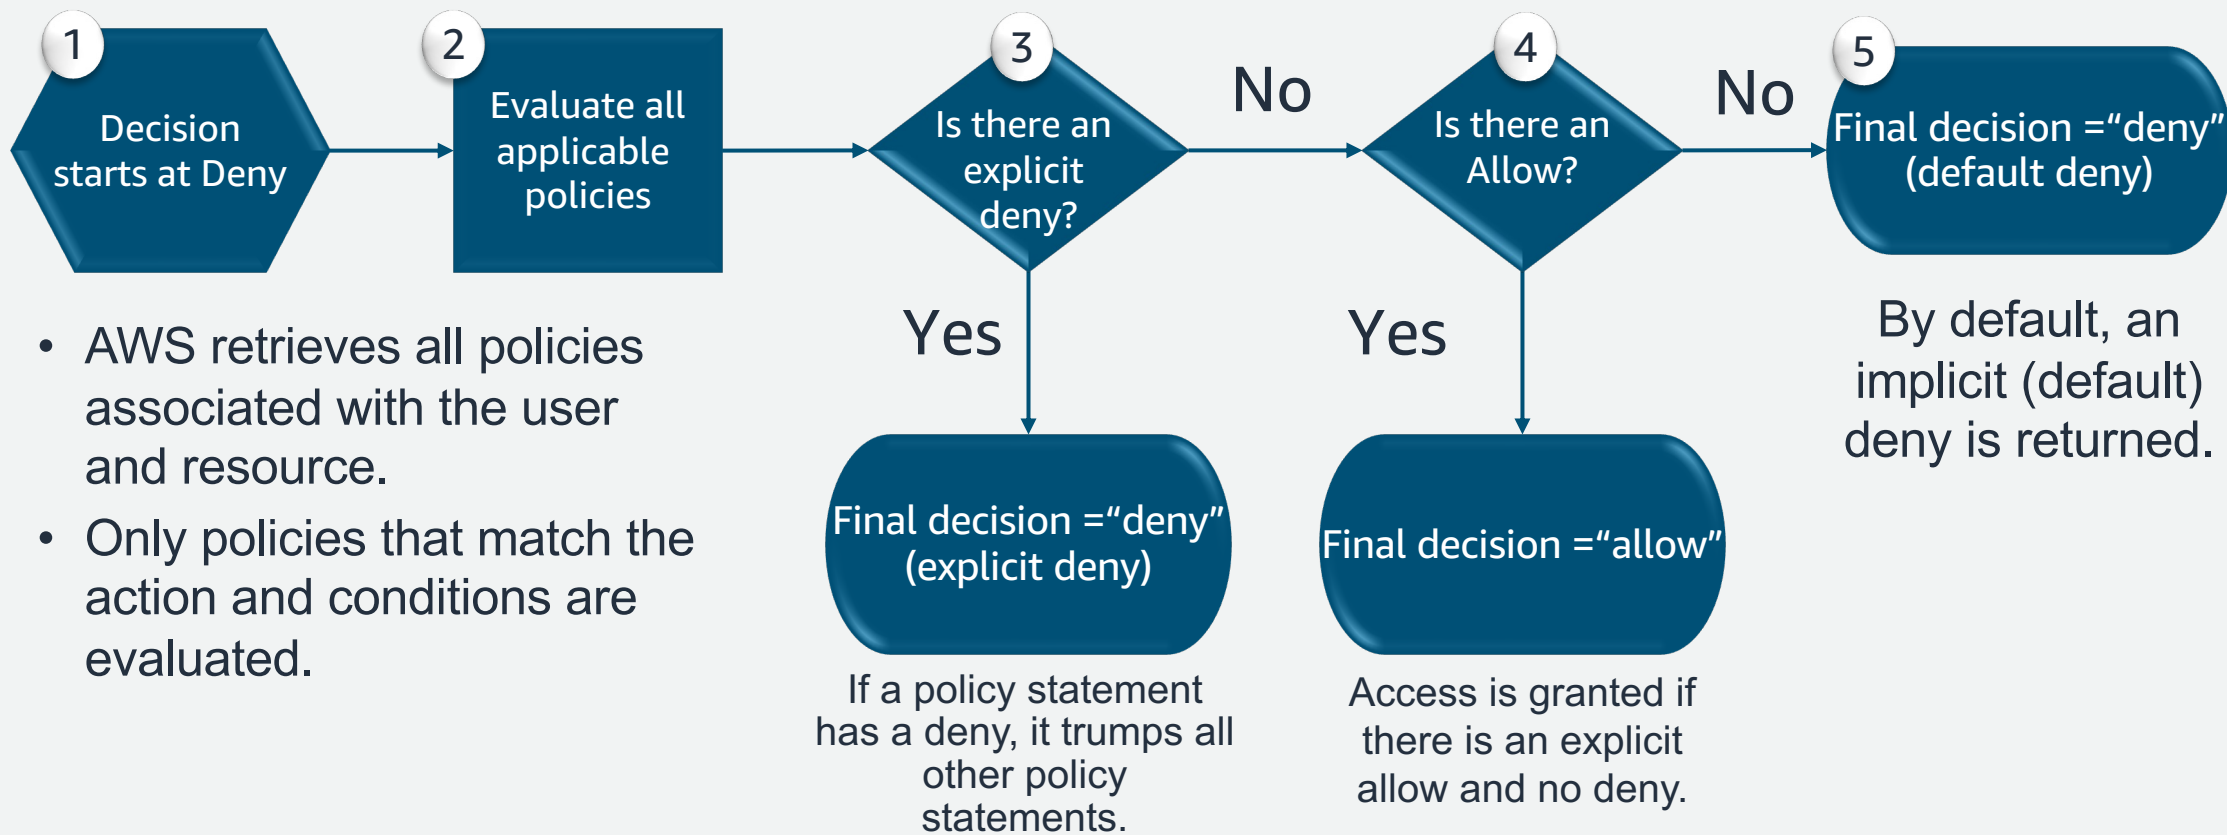 1
Decision
starts at Deny
2
Evaluate all
applicable
policies
3
Is there an
explicit
deny?
No
4
Is there an
Allow?
No
5
Final decision =“deny”
(default deny)
Yes
Yes
By default, an
implicit (default)
deny is returned.
• AWS retrieves all policies
associated with the user
and resource.
• Only policies that match the
action and conditions are
evaluated.
Final decision =“deny”
(explicit deny)
Final decision =“allow”
If a policy statement
has a deny, it trumps all
other policy
statements.
Access is granted if
there is an explicit
allow and no deny.